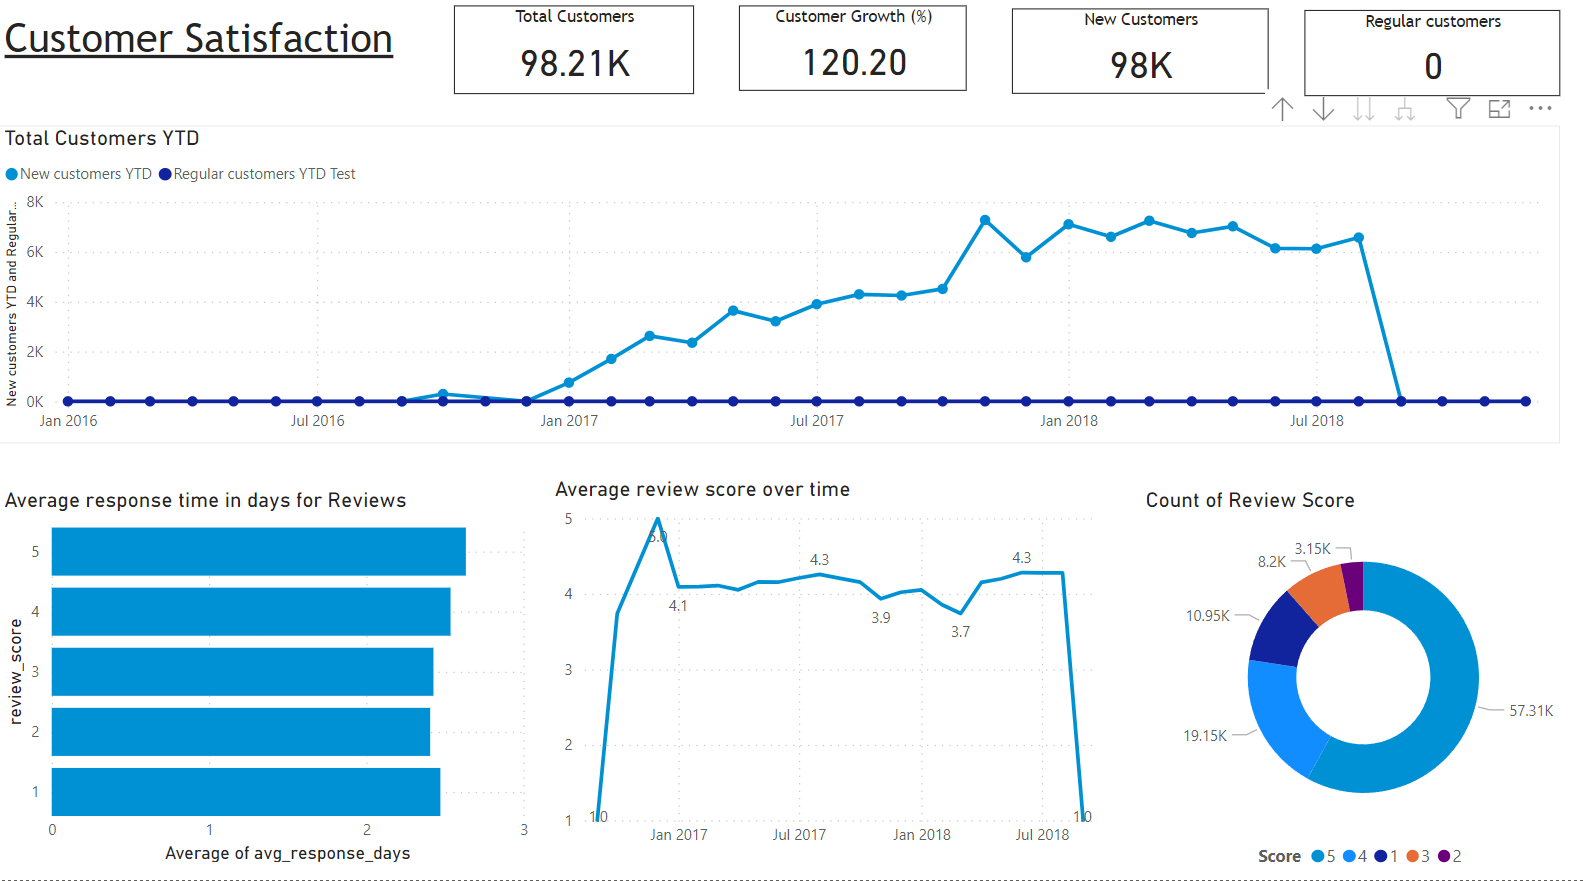 Customer Satisfaction
Total Customers
98.21K
Customer Growth (%)
120.20
New Customers
98K
Regular customers
0
Total Customers YTD
New customers YTD
Regular customers YTD Test
New customers YTD and Regular...
8K
6K
4K
2K
0K
Jan 2016
Jul 2016
Jan 2017
Jul 2017
Jan 2018
Jul 2018
Average response time in days for Reviews
review_score
5
4
3
2
1
0
1
2
3
Average of avg_response_days
Average review score over time
5
4
3
2
1
1.0
5.0
4.1
4.3
3.9
3.7
4.3
1.0
Jan 2017
Jul 2017
Jan 2018
Jul 2018
Count of Review Score
3.15K
8.2K
10.95K
19.15K
57.31K
Score 5 4 1 3 2